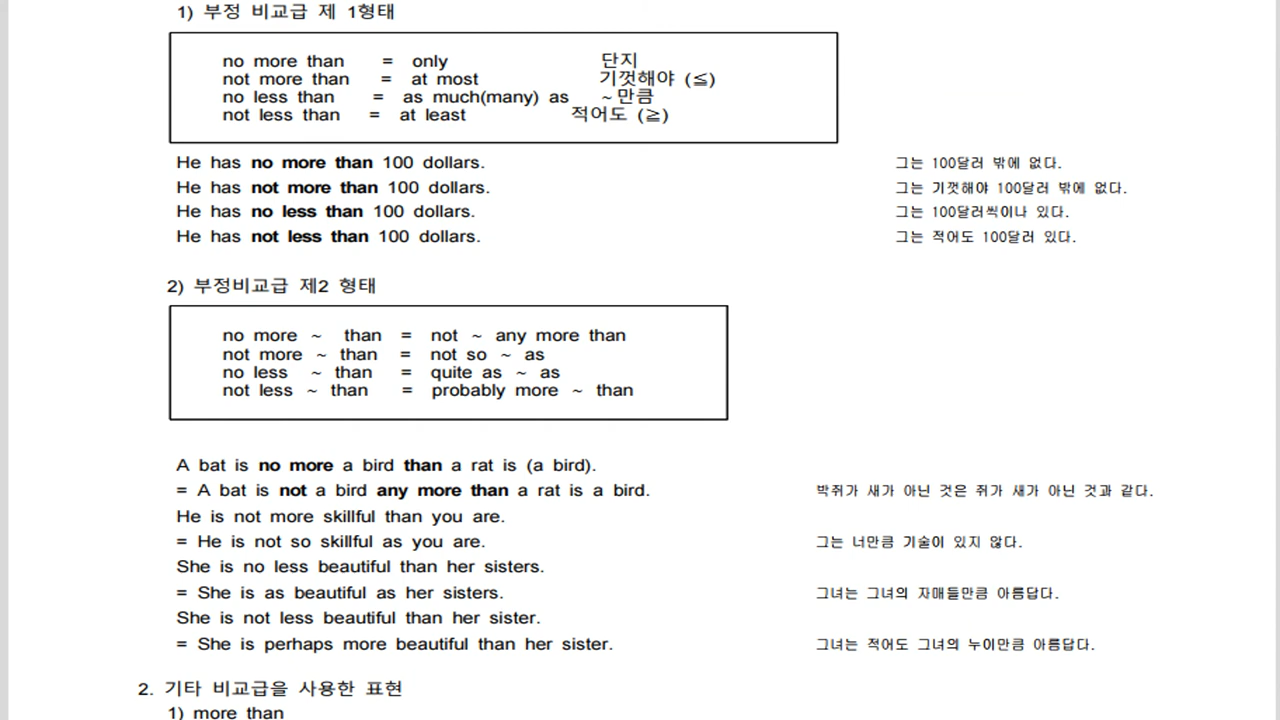 1) 부정 비교급 제 1형태
no more than = only 단지
not more than = at most 기껏해야 (≦)
no less than = as much(many) as ~ 만큼
not less than = at least 적어도 (≧)
He has no more than 100 dollars. 그는 100달러 밖에 없다.
He has not more than 100 dollars. 그는 기껏해야 100달러 밖에 없다.
He has no less than 100 dollars. 그는 100달러씩이나 있다.
He has not less than 100 dollars. 그는 적어도 100달러 있다.
2) 부정비교급 제2 형태
no more ~ than = not ~ any more than
not more ~ than = not so ~ as
no less ~ than = quite as ~ as
not less ~ than = probably more ~ than
A bat is no more a bird than a rat is (a bird).
= A bat is not a bird any more than a rat is a bird. 박쥐가 새가 아닌 것은 쥐가 새가 아닌 것과 같다.
He is not more skillful than you are.
= He is not so skillful as you are. 그는 너만큼 기술이 있지 않다.
She is no less beautiful than her sisters.
= She is as beautiful as her sisters. 그녀는 그녀의 자매들만큼 아름답다.
She is not less beautiful than her sister.
= She is perhaps more beautiful than her sister. 그녀는 적어도 그녀의 누이만큼 아름답다.
2. 기타 비교급을 사용한 표현
1) more than